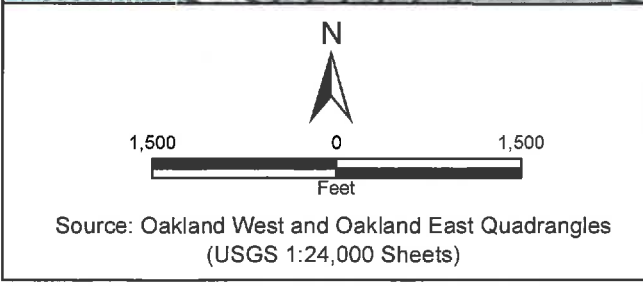 N
1,500 0 1,500
Feet
Source: Oakland West and Oakland East Quadrangles
(USGS 1:24,000 Sheets)